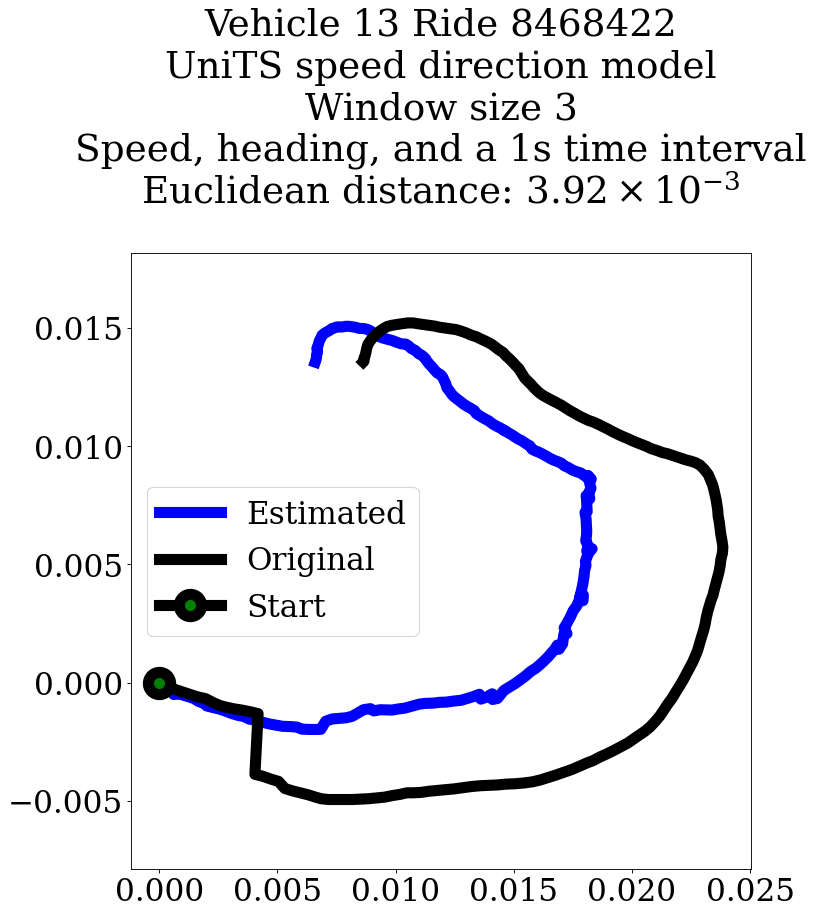 Vehicle 13 Ride 8468422
UniTS speed direction model
Window size 3
Speed, heading, and a 1s time interval
Euclidean distance: 3.92 × 10⁻³
0.015
0.010
0.005
0.000
−0.005
Estimated
Original
Start
0.000 0.005 0.010 0.015 0.020 0.025